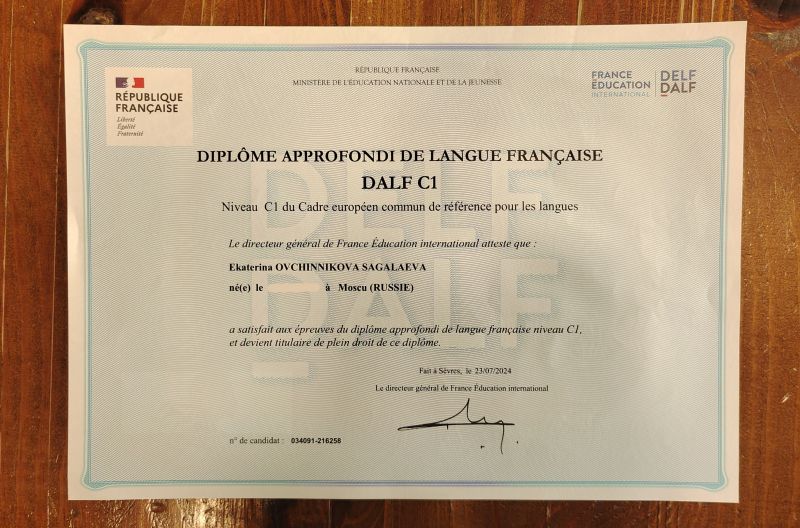 RÉPUBLIQUE FRANÇAISE
MINISTÈRE DE L'ÉDUCATION NATIONALE ET DE LA JEUNESSE
RÉPUBLIQUE
FRANÇAISE
Liberté
Égalité
Fraternité
FRANCE
ÉDUCATION
INTERNATIONAL
DELF
DALF
DIPLÔME APPROFONDI DE LANGUE FRANÇAISE
DALF C1
Niveau C1 du Cadre européen commun de référence pour les langues
Le directeur général de France Éducation international atteste que :
Ekaterina OVCHINNIKOVA SAGALAEVA
né(e) le à Moscu (RUSSIE)
DELF
DALF
a satisfait aux épreuves du diplôme approfondi de langue française niveau C1,
et devient titulaire de plein droit de ce diplôme.
Fait à Sèvres, le 23/07/2024
Le directeur général de France Éducation international
n° de candidat : 034091-216258